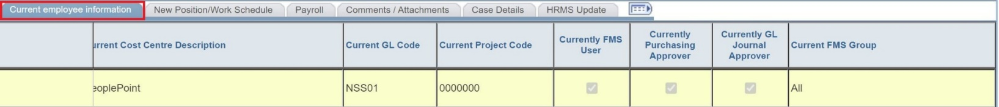 Current employee information New Position/Work Schedule Payroll Comments / Attachments Case Details HRMS Update
Cost Centre Description Current GL Code Current Project Code Currently FMS User Currently Purchasing Approver Currently GL Journal Approver Current FMS Group
NSS01 0000000 All